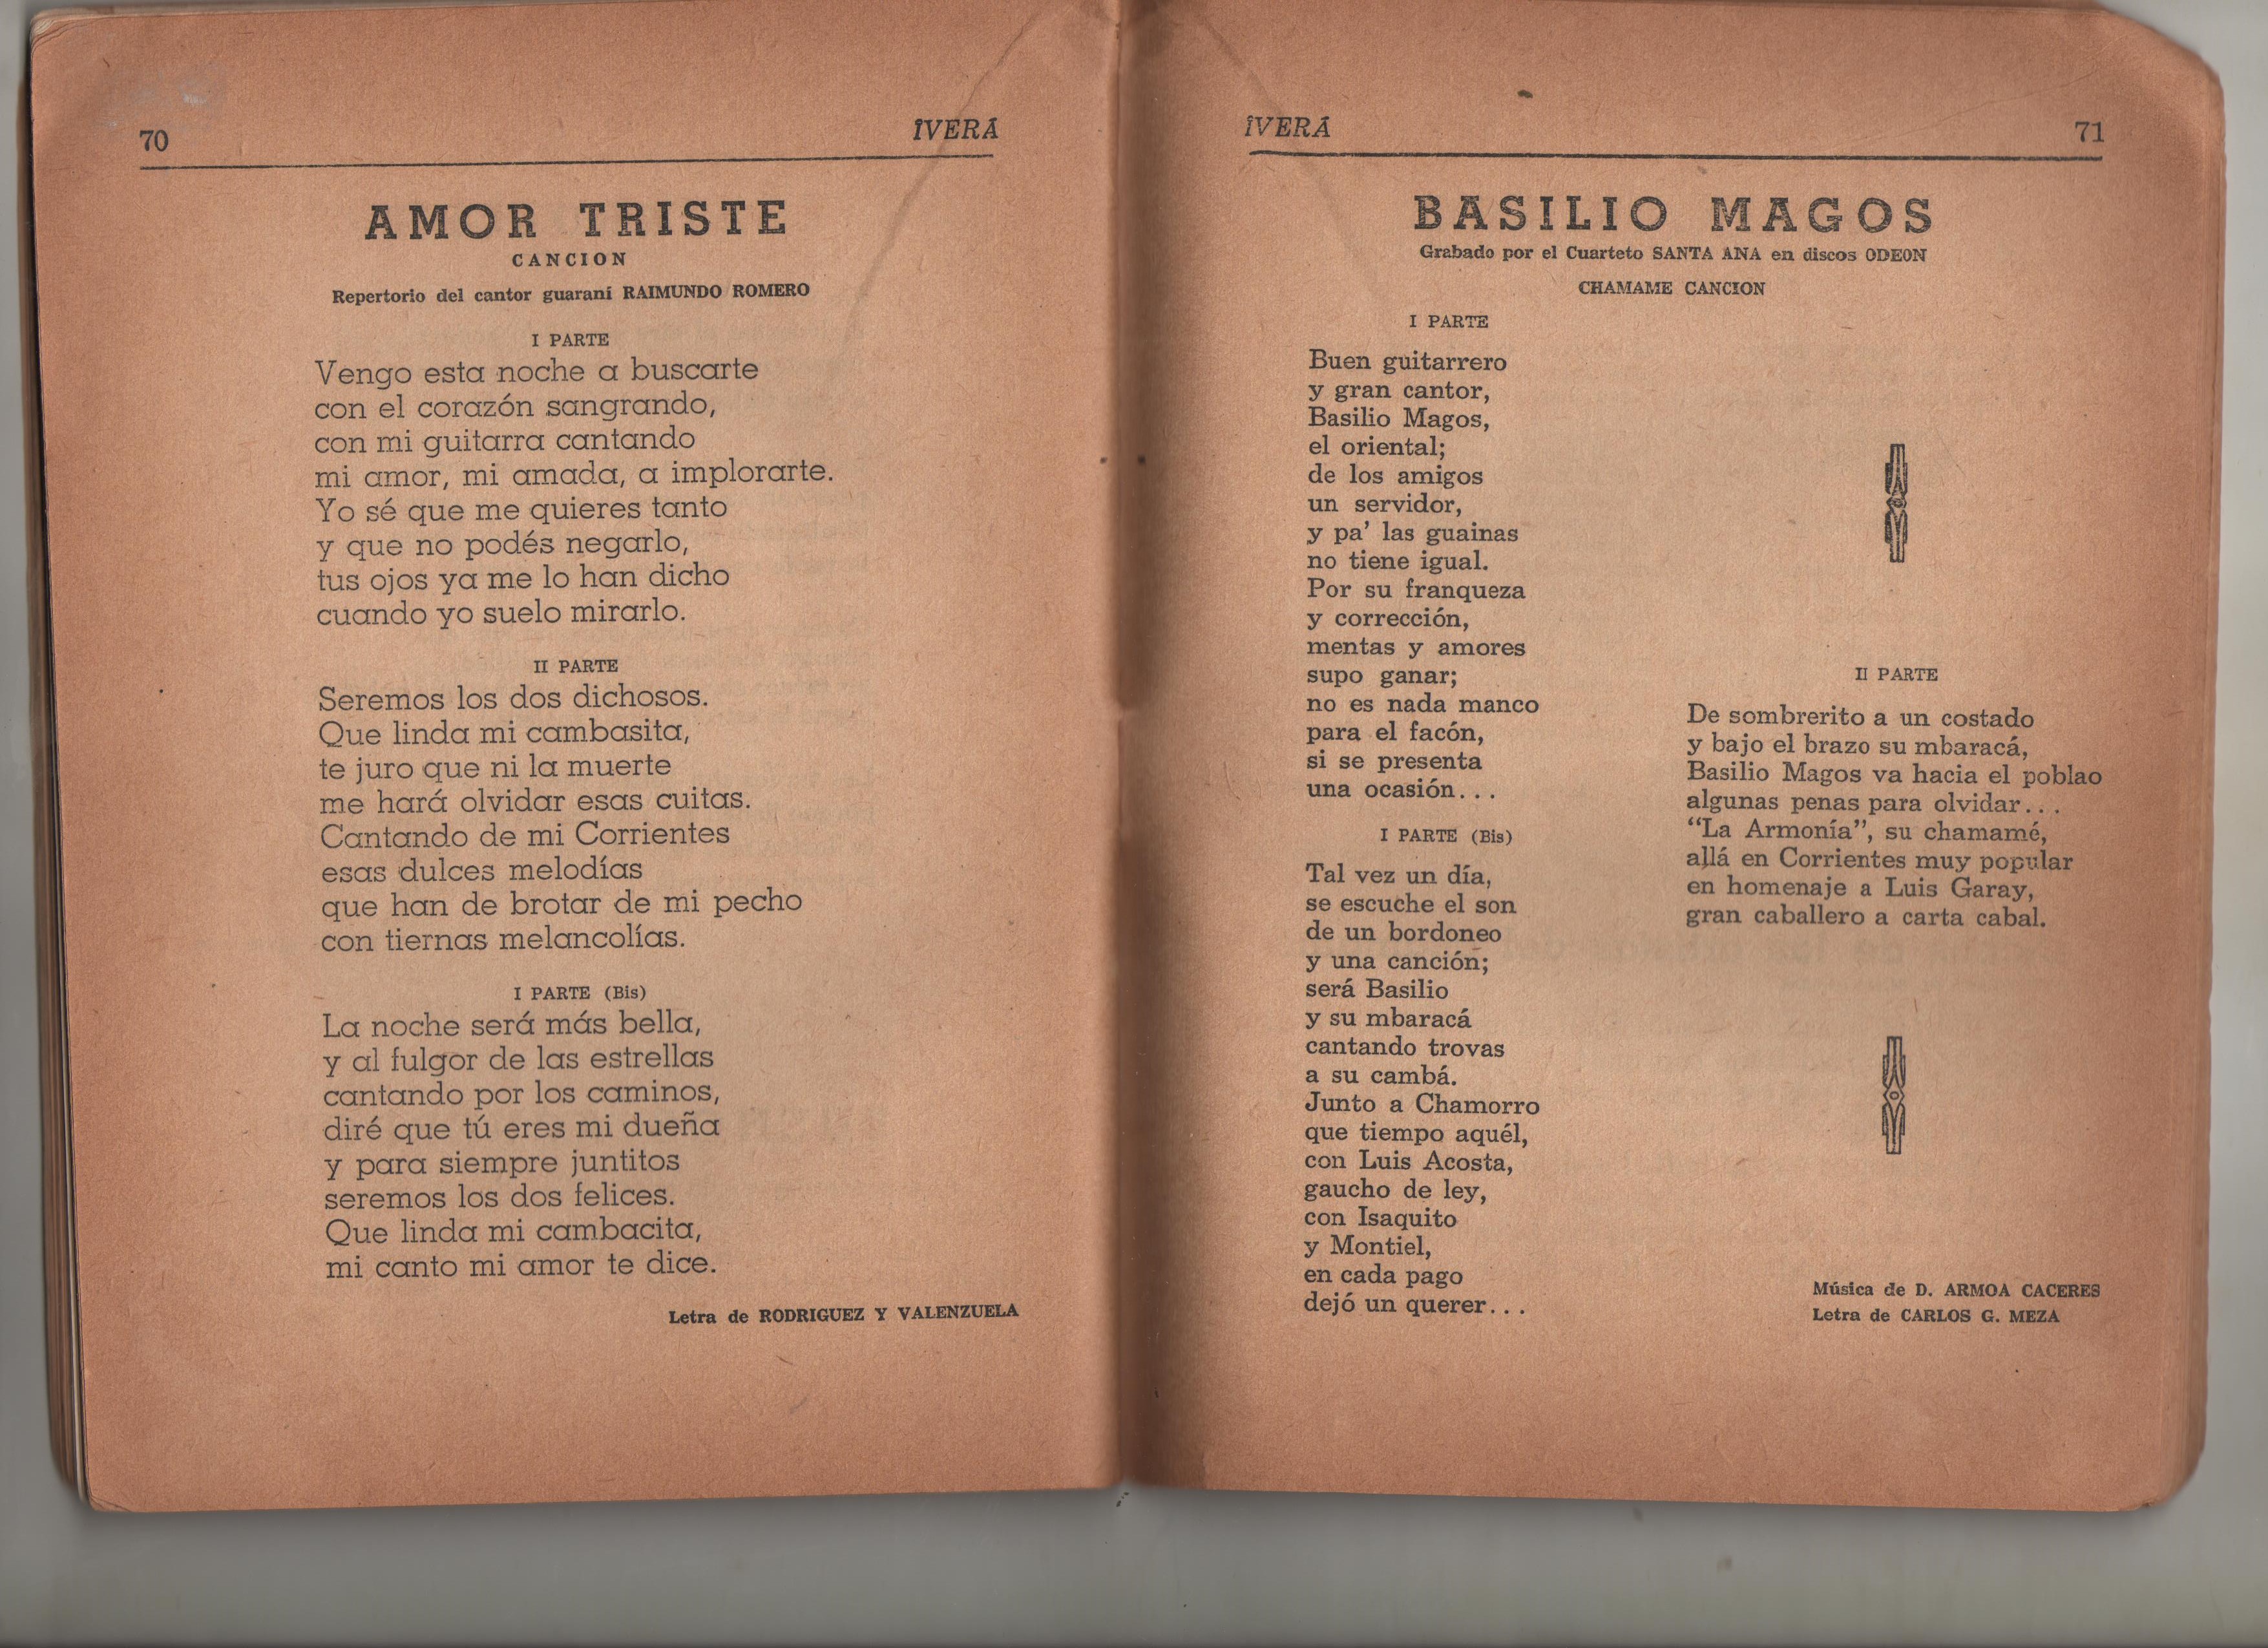 70
ÎVERÁ
AMOR TRISTE
CANCION
Repertorio del cantor guaraní RAIMUNDO ROMERO
I PARTE
Vengo esta noche a buscarte
con el corazón sangrando,
con mi guitarra cantando
mi amor, mi amada, a implorarte.
Yo sé que me quieres tanto
y que no podés negarlo,
tus ojos ya me lo han dicho
cuando yo suelo mirarlo.
II PARTE
Seremos los dos dichosos.
Que linda mi cambasita,
te juro que ni la muerte
me hará olvidar esas cuitas.
Cantando de mi Corrientes
esas dulces melodías
que han de brotar de mi pecho
con tiernas melancolías.
I PARTE (Bis)
La noche será más bella,
y al fulgor de las estrellas
cantando por los caminos,
diré que tú eres mi dueña
y para siempre juntitos
seremos los dos felices.
Que linda mi cambacita,
mi canto mi amor te dice.
Letra de RODRIGUEZ Y VALENZUELA
ÎVERÁ
71
BASILIO MAGOS
Grabado por el Cuarteto SANTA ANA en discos ODEON
CHAMAME CANCION
I PARTE
Buen guitarrero
y gran cantor,
Basilio Magos,
el oriental;
de los amigos
un servidor,
y pa' las guainas
no tiene igual.
Por su franqueza
y corrección,
mentas y amores
supo ganar;
no es nada manco
para el facón,
si se presenta
una ocasión...
I PARTE (Bis)
Tal vez un día,
se escuche el son
de un bordoneo
y una canción;
será Basilio
y su mbaracá
cantando trovas
a su cambá.
Junto a Chamorro
que tiempo aquél,
con Luis Acosta,
gaucho de ley,
con Isaquito
y Montiel,
en cada pago
dejó un querer...
II PARTE
De sombrerito a un costado
y bajo el brazo su mbaracá,
Basilio Magos va hacia el poblao
algunas penas para olvidar...
“La Armonía”, su chamamé,
allá en Corrientes muy popular
en homenaje a Luis Garay,
gran caballero a carta cabal.
Música de D. ARMOA CACERES
Letra de CARLOS G. MEZA